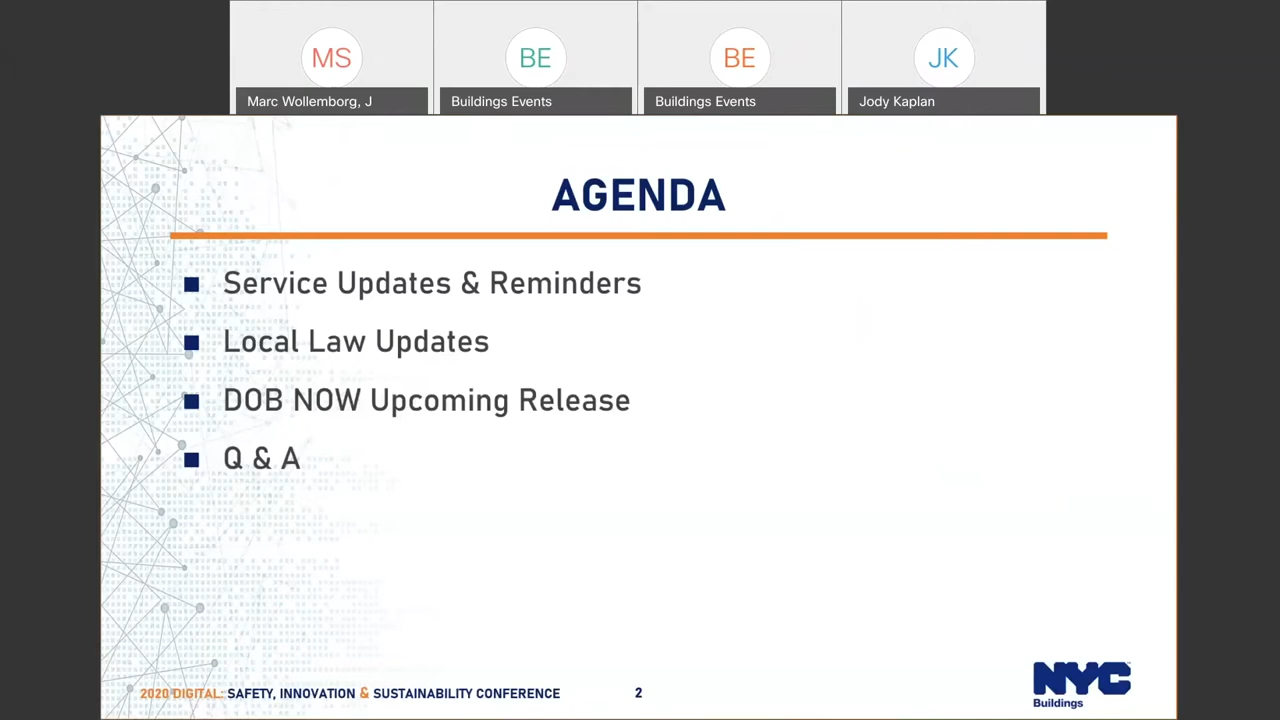 MS
BE
BE
JK
Marc Wollemborg, J
Buildings Events
Buildings Events
Jody Kaplan
AGENDA
Service Updates & Reminders
Local Law Updates
DOB NOW Upcoming Release
Q & A
2020 DIGITAL: SAFETY, INNOVATION & SUSTAINABILITY CONFERENCE
2
NYC
Buildings